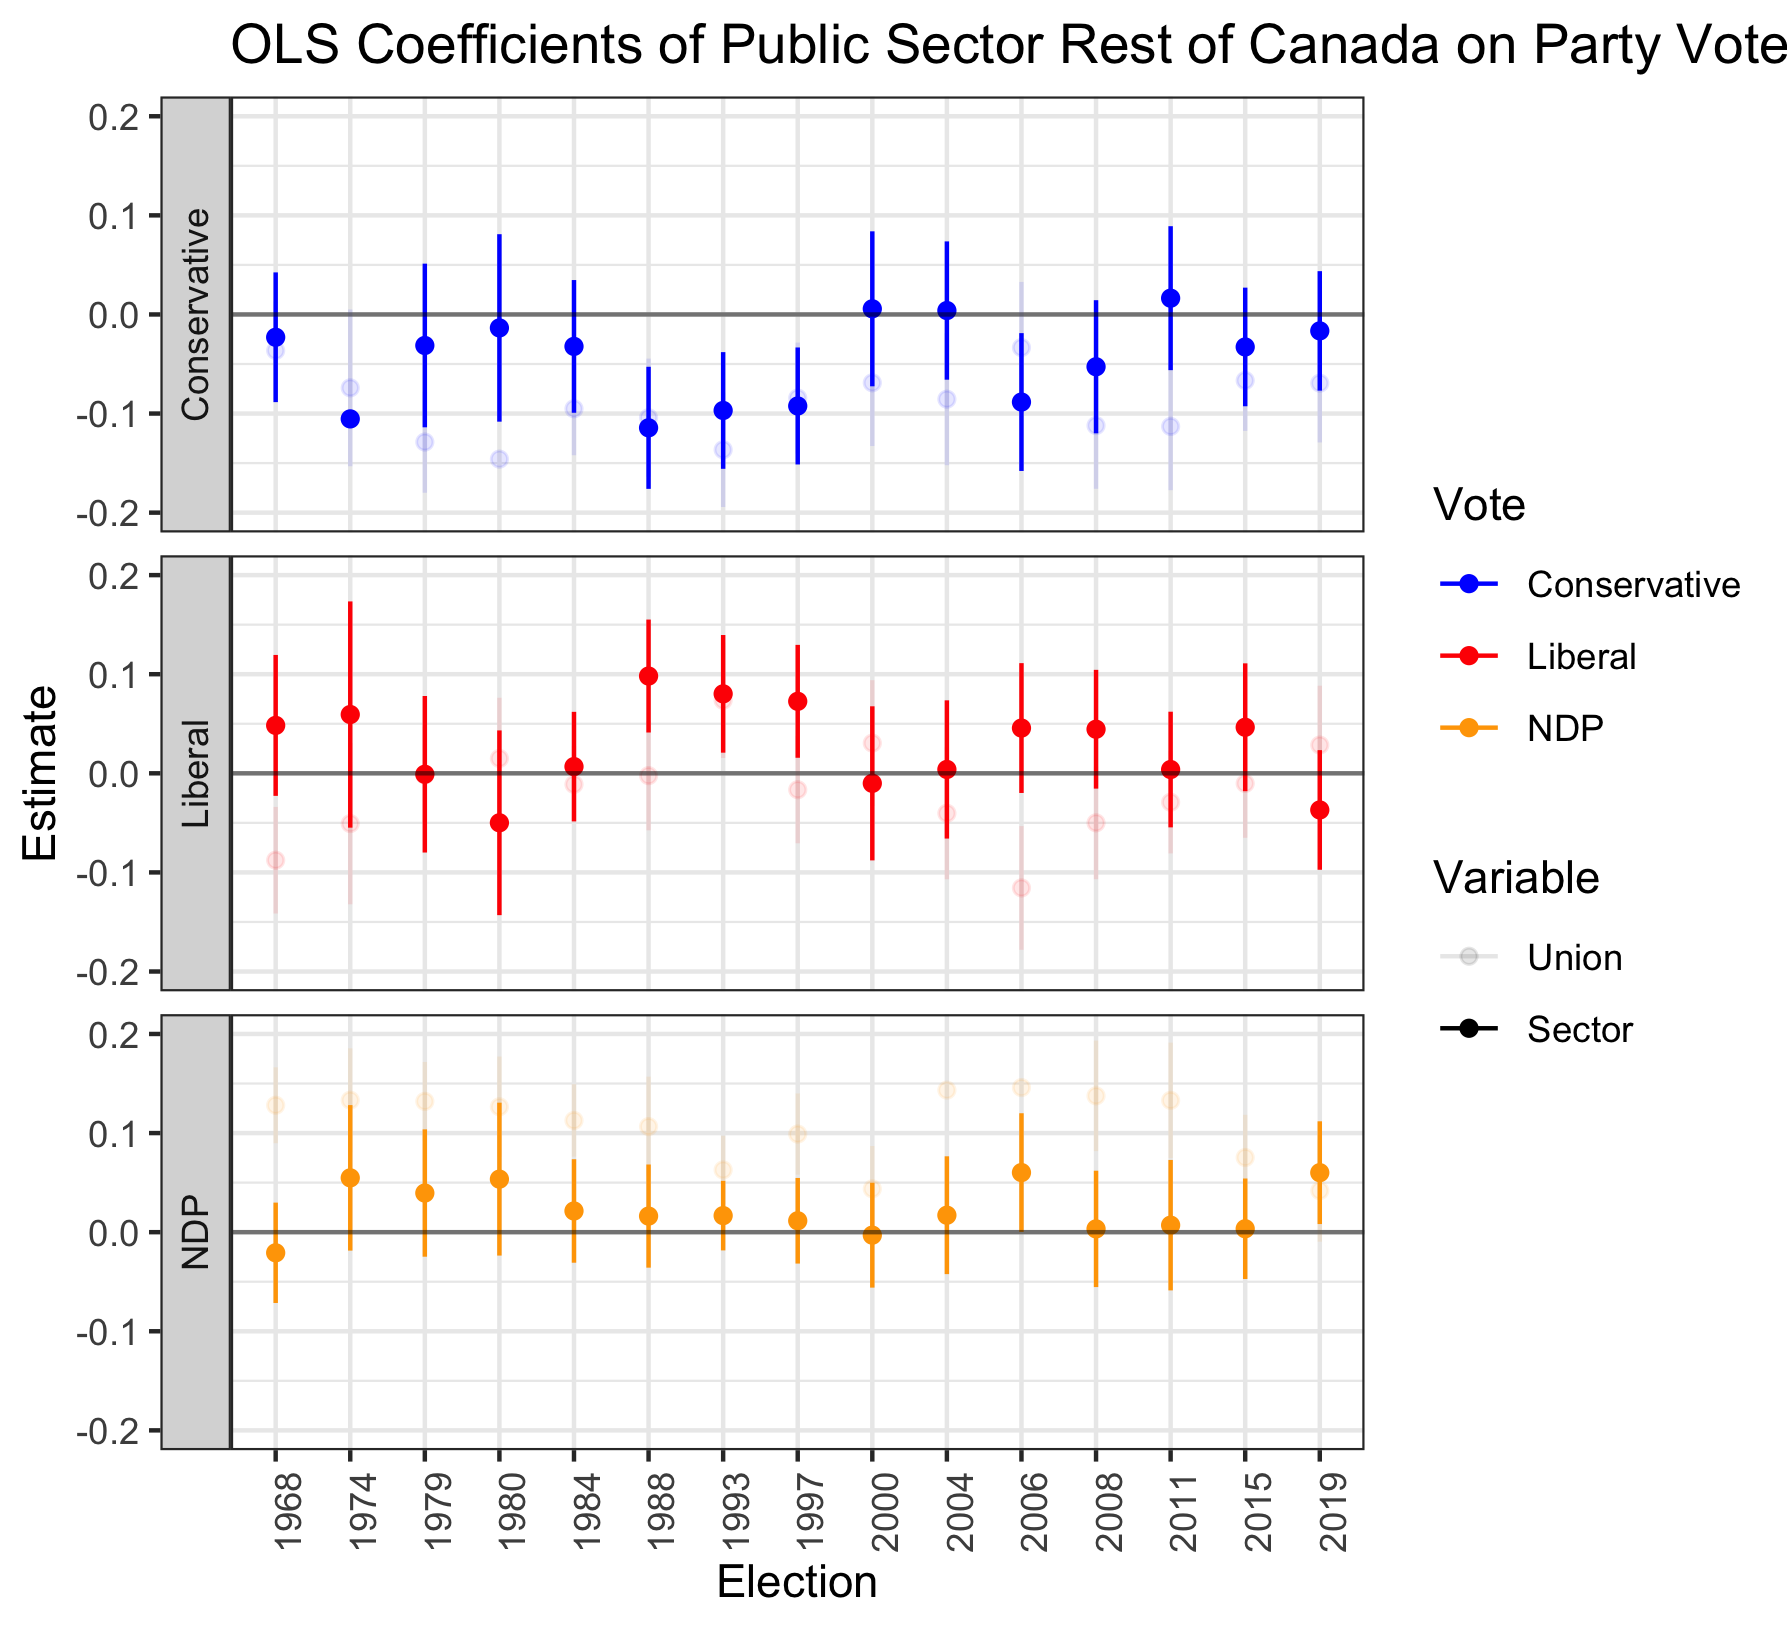 OLS Coefficients of Public Sector Rest of Canada on Party Vote
Estimate
Conservative
0.2
0.1
0.0
-0.1
-0.2
Liberal
0.2
0.1
0.0
-0.1
-0.2
NDP
0.2
0.1
0.0
-0.1
-0.2
1968
1974
1979
1980
1984
1988
1993
1997
2000
2004
2006
2008
2011
2015
2019
Election
Vote
Conservative
Liberal
NDP
Variable
Union
Sector